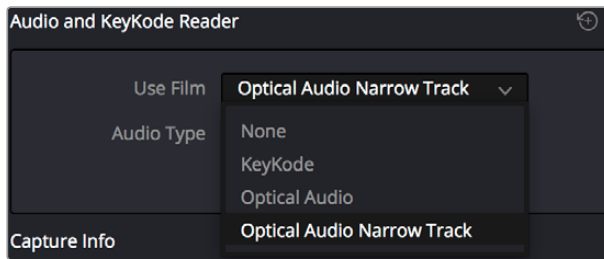 Audio and KeyKode Reader
Use Film Optical Audio Narrow Track
Audio Type
None
KeyKode
Optical Audio
Optical Audio Narrow Track
Capture Info